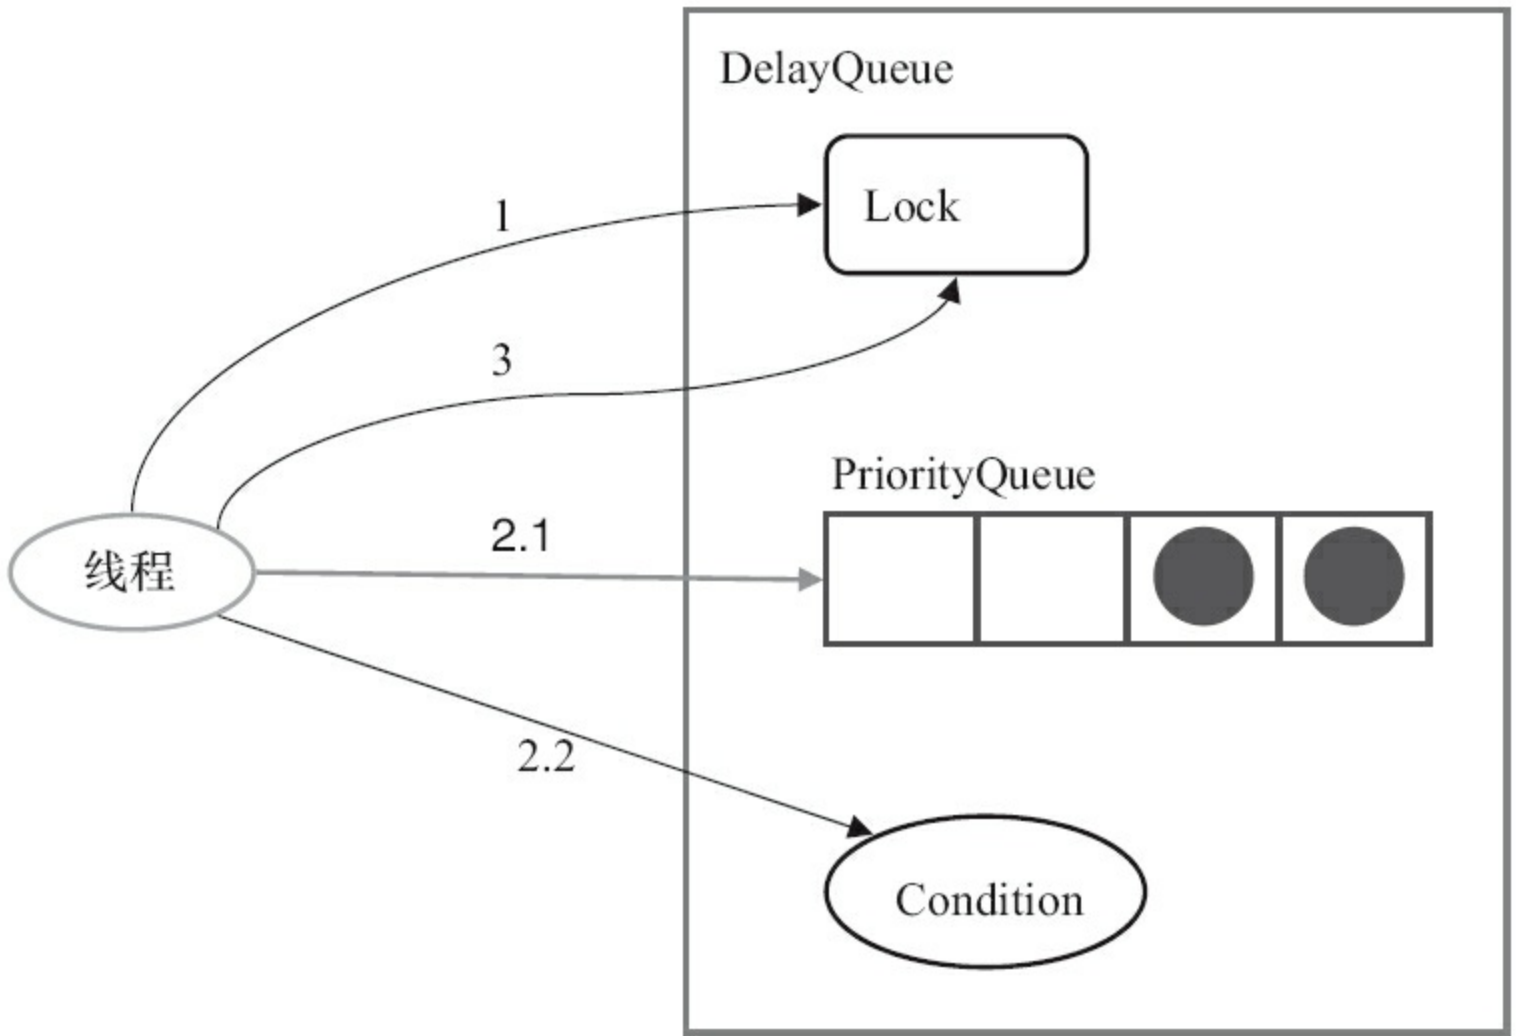 DelayQueue
1
Lock
3
PriorityQueue
2.1
线程
2.2
Condition